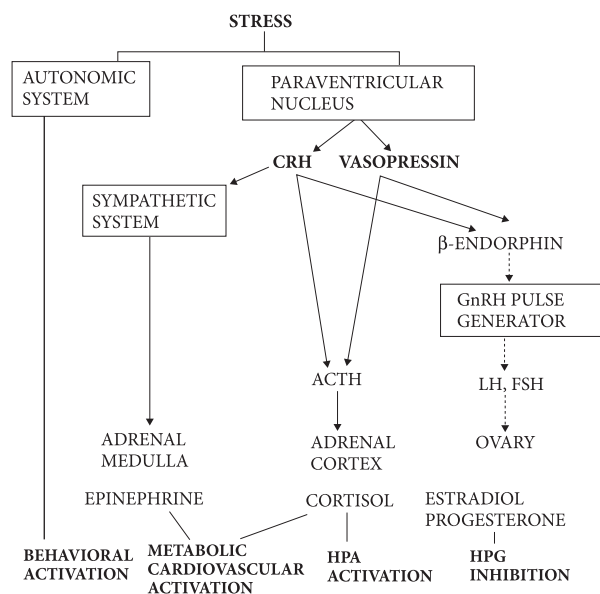 STRESS
AUTONOMIC
SYSTEM
PARAVENTRICULAR
NUCLEUS
CRH
VASOPRESSIN
SYMPATHETIC
SYSTEM
β-ENDORPHIN
GnRH PULSE
GENERATOR
ACTH
LH, FSH
ADRENAL
MEDULLA
ADRENAL
CORTEX
OVARY
EPINEPHRINE
CORTISOL
ESTRADIOL
PROGESTERONE
BEHAVIORAL
ACTIVATION
METABOLIC
CARDIOVASCULAR
ACTIVATION
HPA
ACTIVATION
HPG
INHIBITION